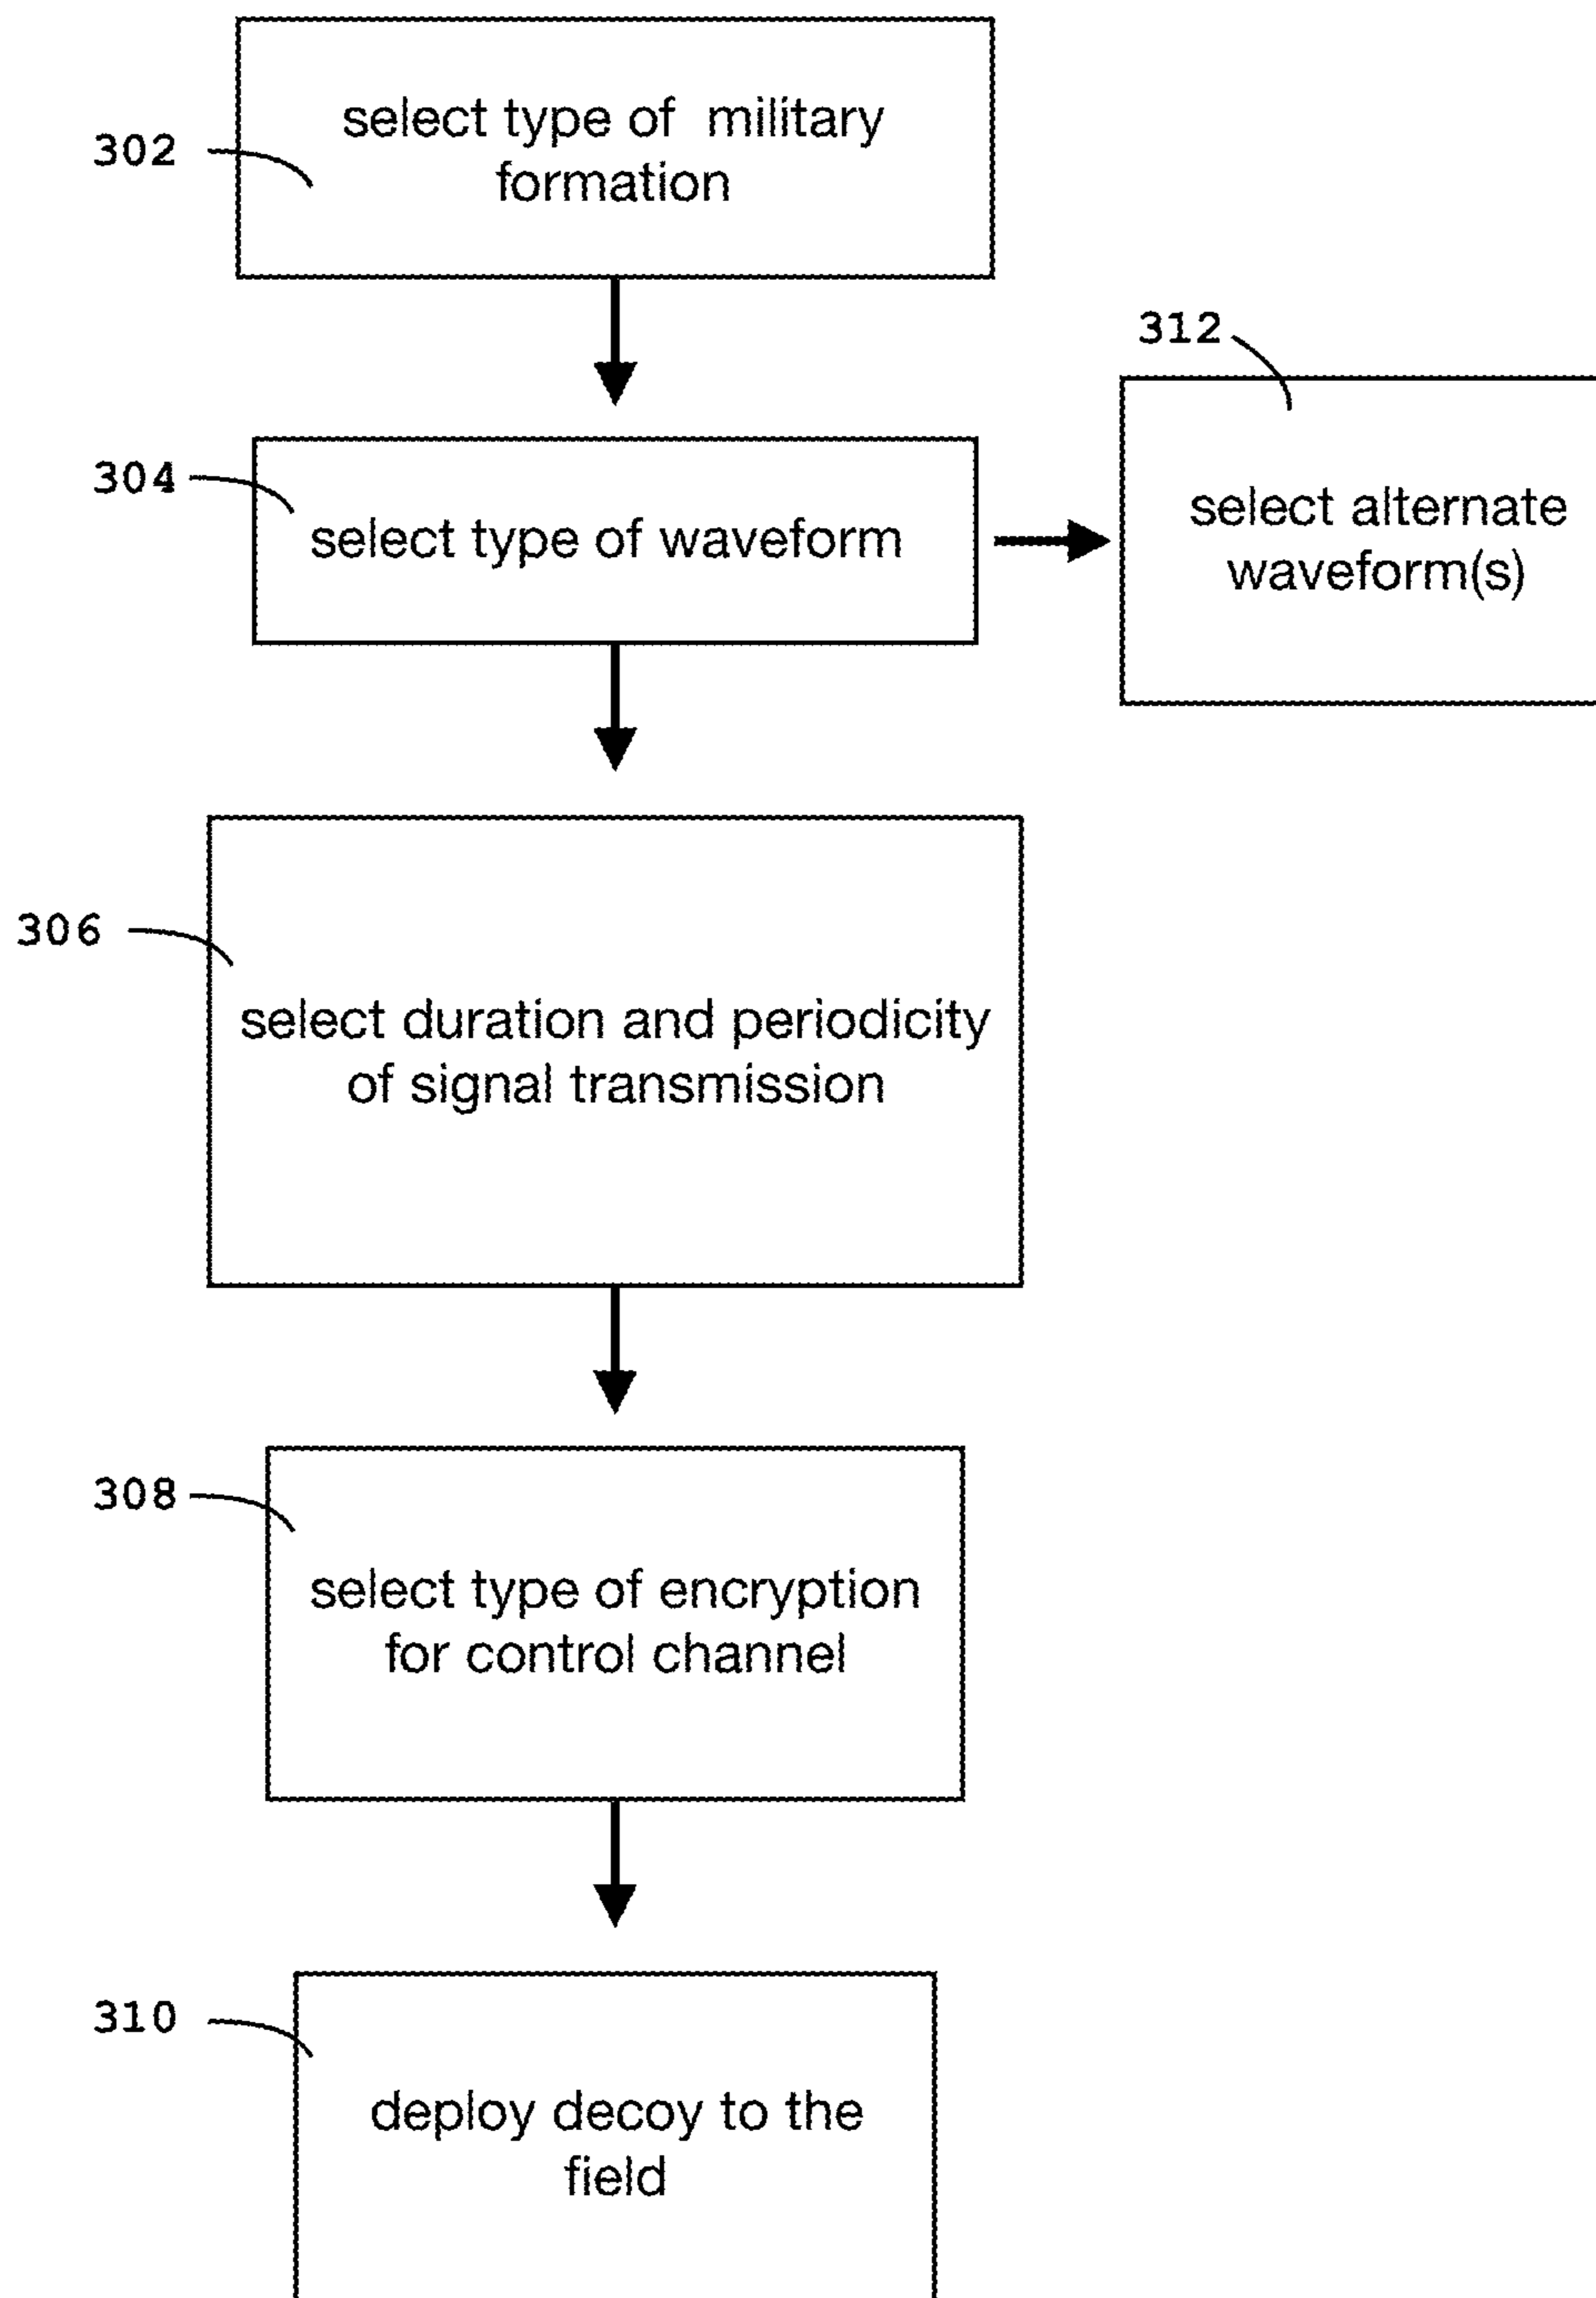 302
select type of military
formation
312
304
select type of waveform
select alternate
waveform(s)
306
select duration and periodicity
of signal transmission
308
select type of encryption
for control channel
310
deploy decoy to the
field